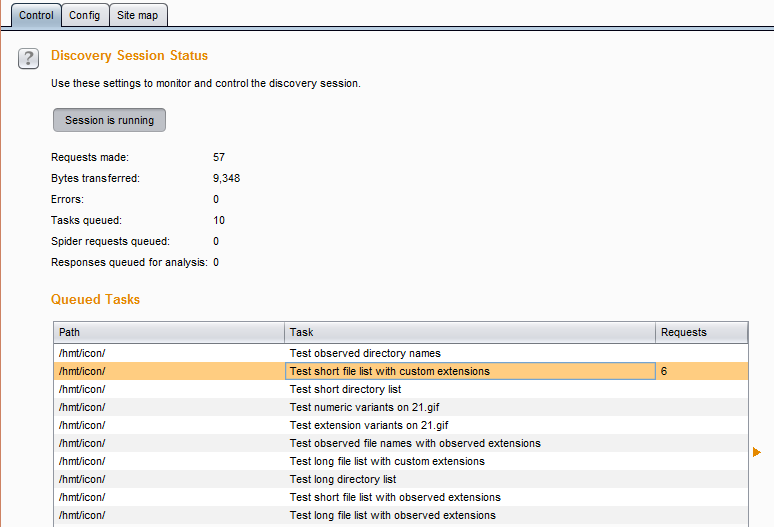 Control Config Site map
? Discovery Session Status
Use these settings to monitor and control the discovery session.
Session is running
Requests made: 57
Bytes transferred: 9,348
Errors: 0
Tasks queued: 10
Spider requests queued: 0
Responses queued for analysis: 0
Queued Tasks
Path Task Requests
/hmt/icon/ Test observed directory names
/hmt/icon/ Test short file list with custom extensions 6
/hmt/icon/ Test short directory list
/hmt/icon/ Test numeric variants on 21.gif
/hmt/icon/ Test extension variants on 21.gif
/hmt/icon/ Test observed file names with observed extensions
/hmt/icon/ Test long file list with custom extensions
/hmt/icon/ Test long directory list
/hmt/icon/ Test short file list with observed extensions
/hmt/icon/ Test long file list with observed extensions